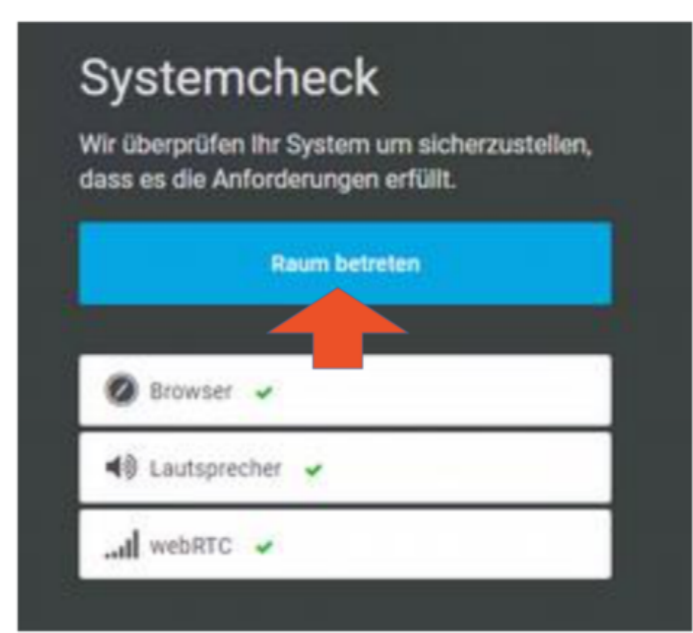 Systemcheck
Wir überprüfen Ihr System um sicherzustellen,
dass es die Anforderungen erfüllt.
Raum betreten
Browser
Lautsprecher
webRTC